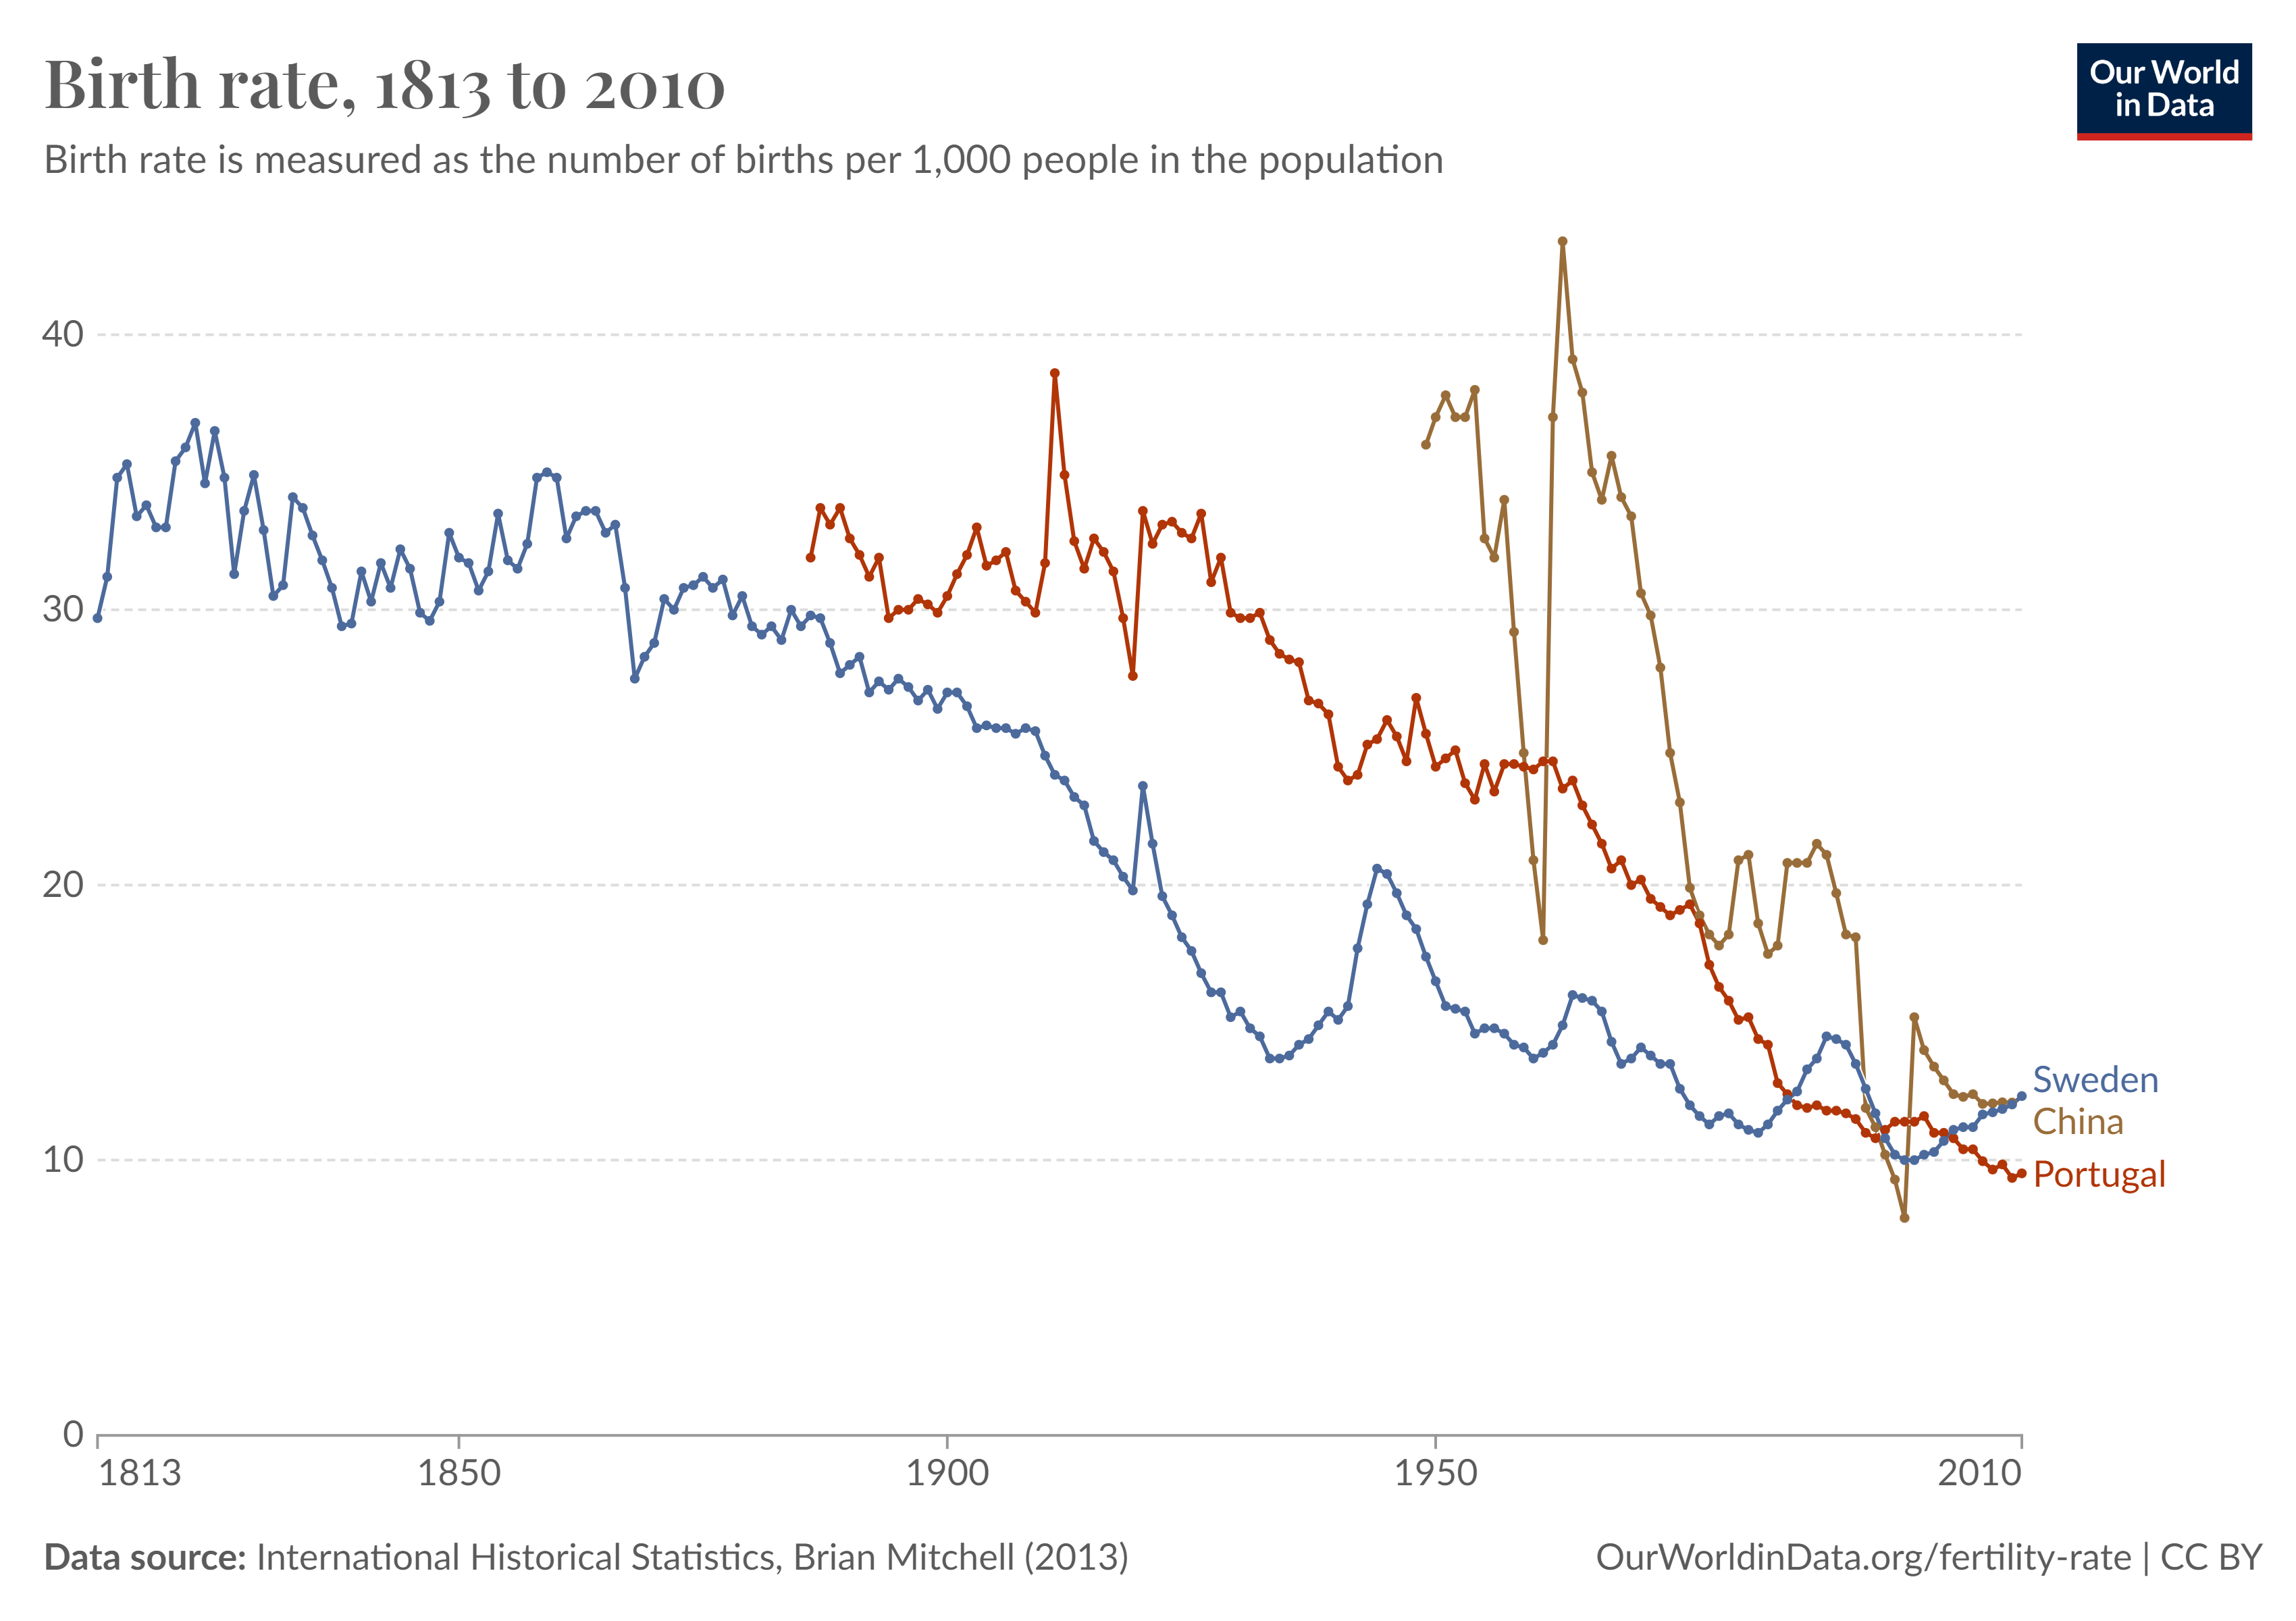 Birth rate, 1813 to 2010
Our World
in Data
Birth rate is measured as the number of births per 1,000 people in the population
40
30
20
10
0
Sweden
China
Portugal
1813
1850
1900
1950
2010
Data source: International Historical Statistics, Brian Mitchell (2013)
OurWorldinData.org/fertility-rate | CC BY